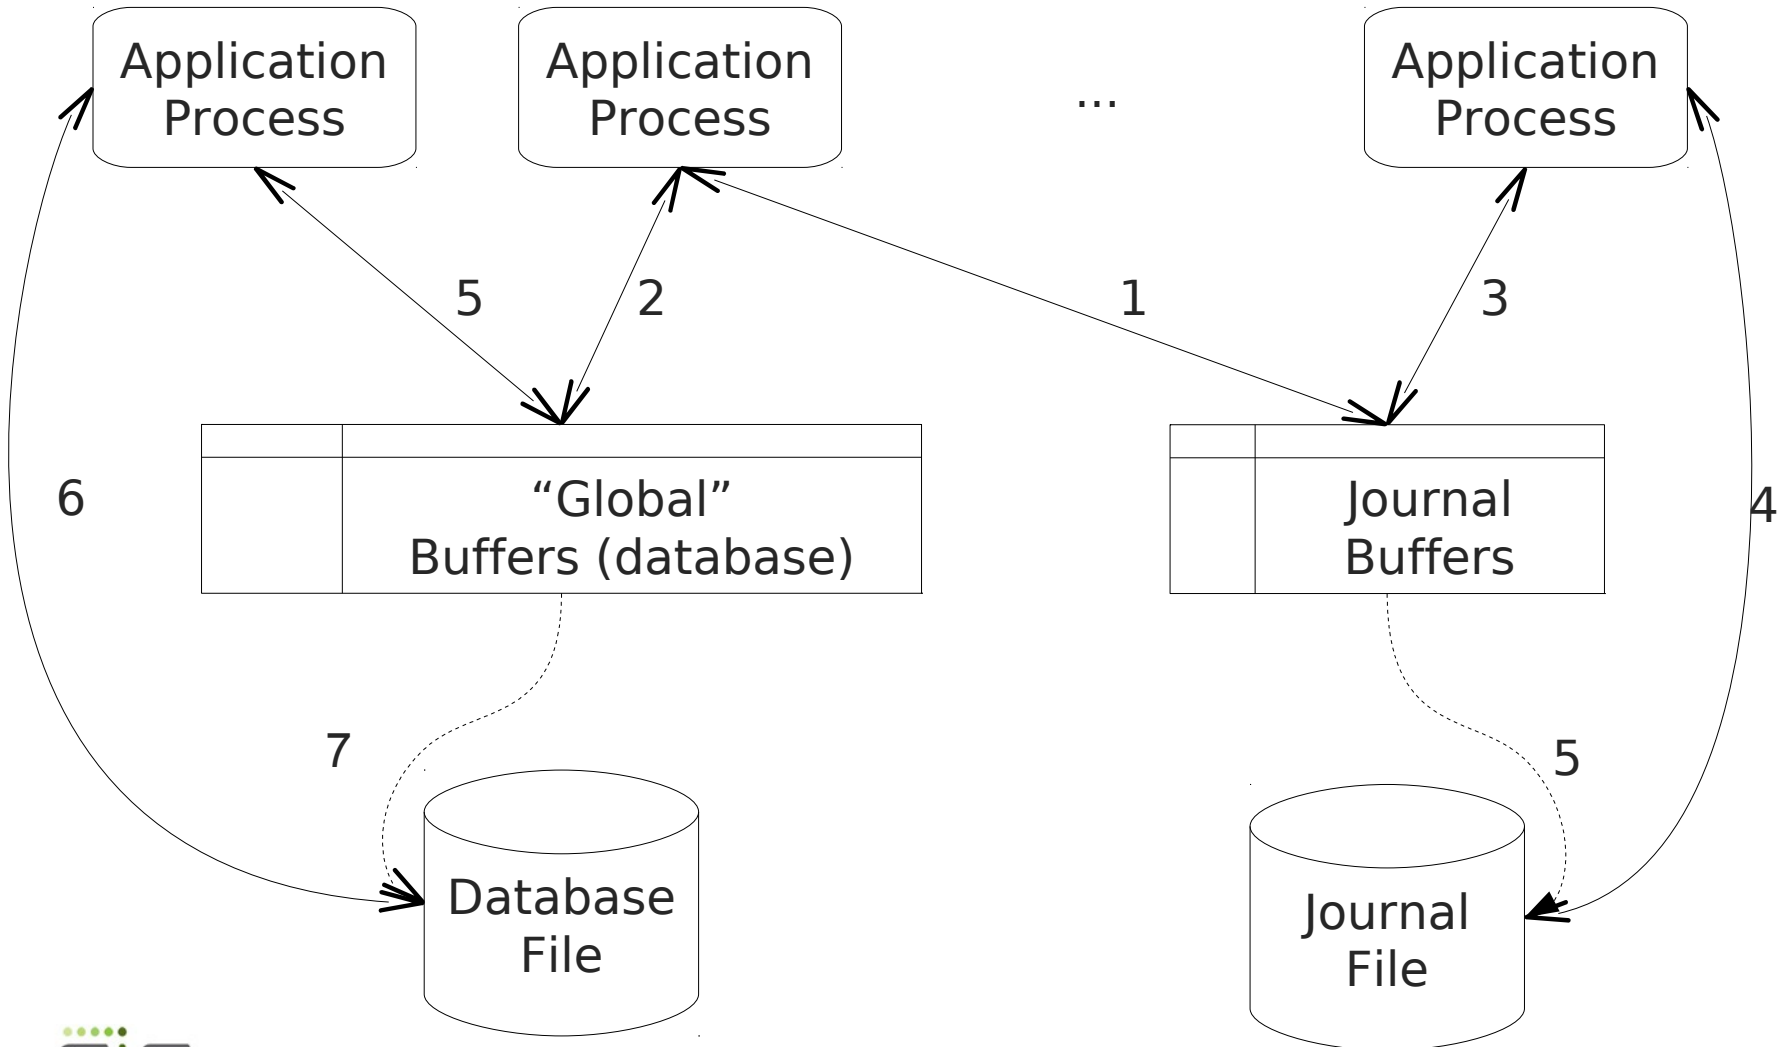 Application
Process
Application
Process
...
Application
Process
5
2
1
3
6
“Global”
Buffers (database)
Journal
Buffers
4
7
5
Database
File
Journal
File